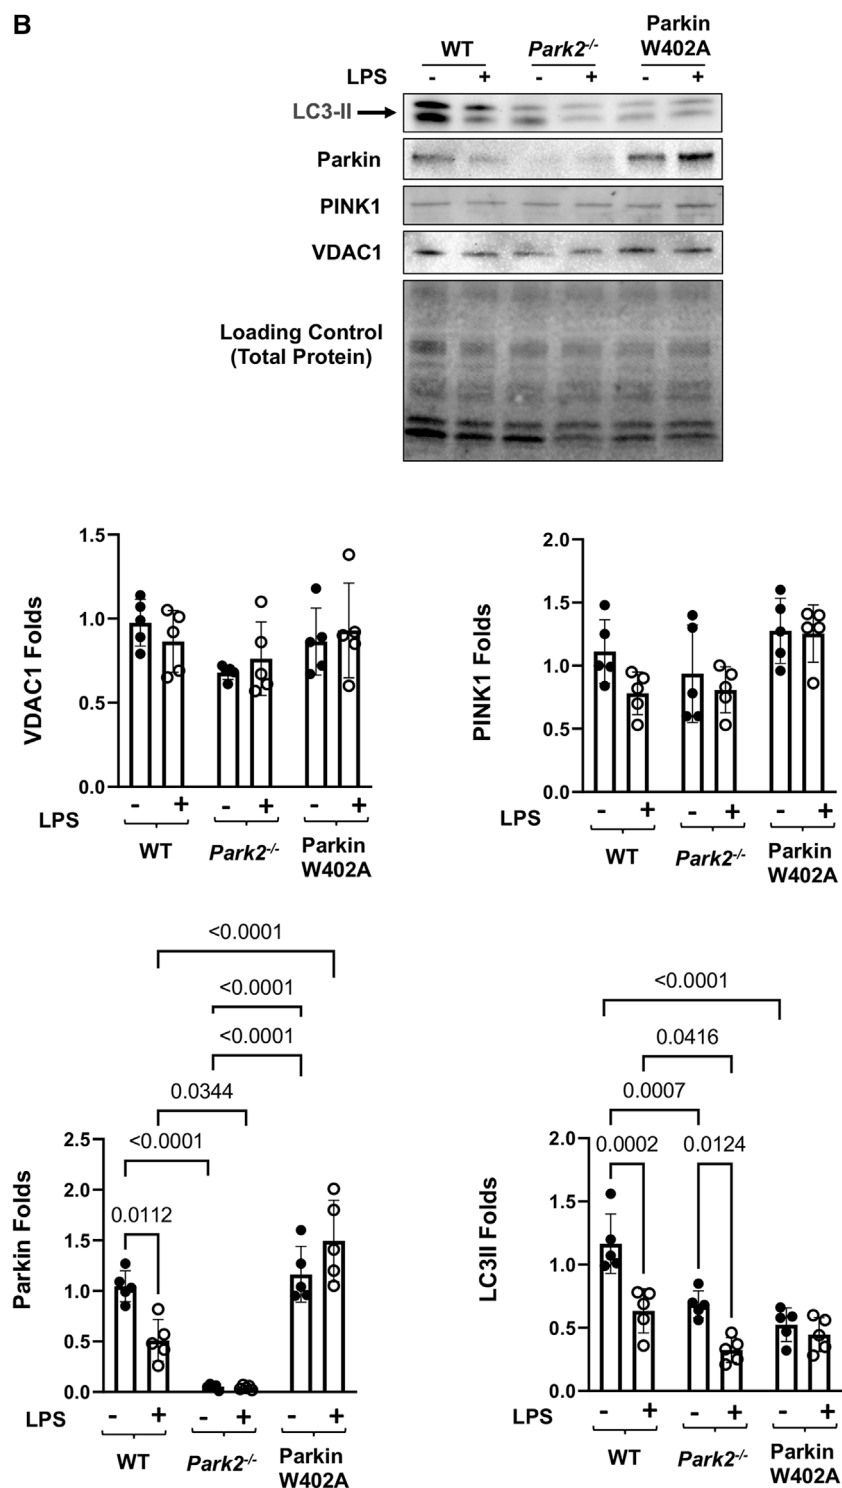 B
WT Park2-/- Parkin
W402A
LPS - + - + - +
LC3-II
Parkin
PINK1
VDAC1
Loading Control
(Total Protein)
VDAC1 Folds
1.5
1.0
0.5
0.0
LPS - + - + - +
WT Park2-/- Parkin
W402A
PINK1 Folds
2.0
1.5
1.0
0.5
0.0
LPS - + - + - +
WT Park2-/- Parkin
W402A
Parkin Folds
<0.0001
<0.0001
<0.0001
0.0344
<0.0001
0.0112
2.5
2.0
1.5
1.0
0.5
0.0
LPS - + - + - +
WT Park2-/- Parkin
W402A
LC3II Folds
<0.0001
0.0416
0.0007
0.0002 0.0124
2.0
1.5
1.0
0.5
0.0
LPS - + - + - +
WT Park2-/- Parkin
W402A